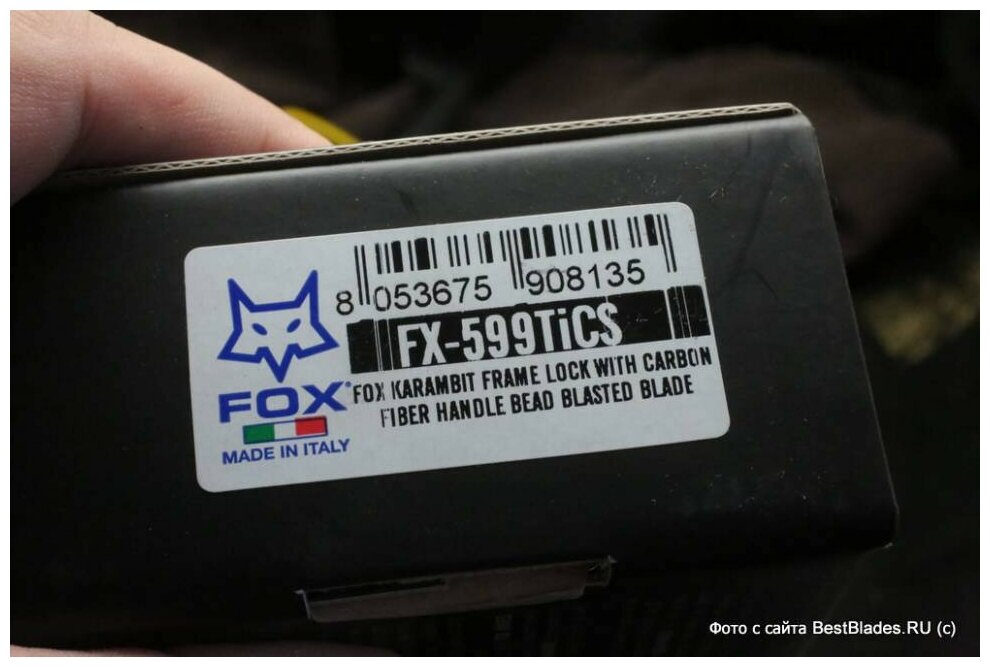 8 053675 908135
FX-599TiCS
FOX KARAMBIT FRAME LOCK WITH CARBON
FIBER HANDLE BEAD BLASTED BLADE
FOX®
MADE IN ITALY
Фото с сайта BestBlades.RU (c)